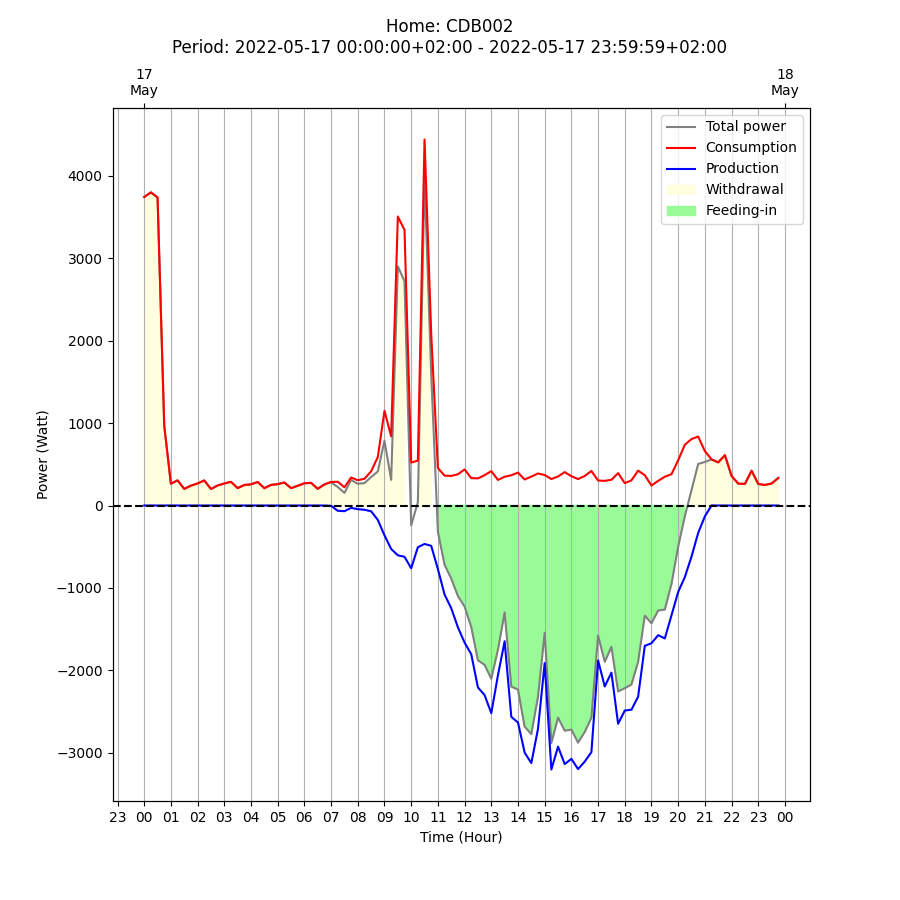 Home: CDB002
Period: 2022-05-17 00:00:00+02:00 - 2022-05-17 23:59:59+02:00
17 18
May May
Total power
Consumption
Production
Withdrawal
Feeding-in
4000
3000
2000
1000
0
−1000
−2000
−3000
Power (Watt)
23 00 01 02 03 04 05 06 07 08 09 10 11 12 13 14 15 16 17 18 19 20 21 22 23 00
Time (Hour)